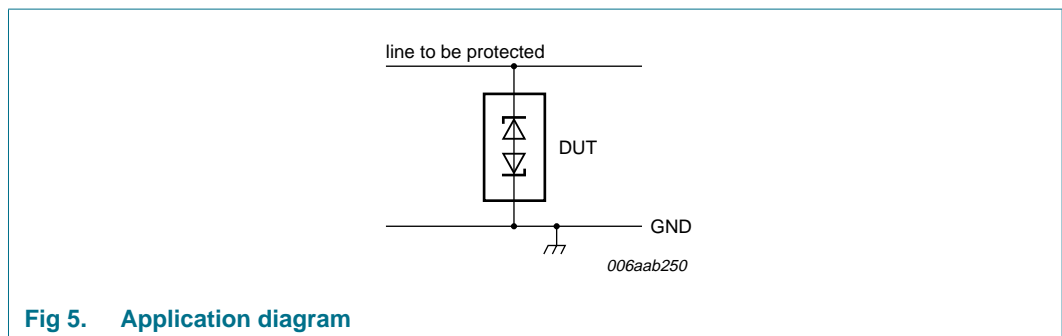 line to be protected
DUT
GND
006aab250
Fig 5. Application diagram